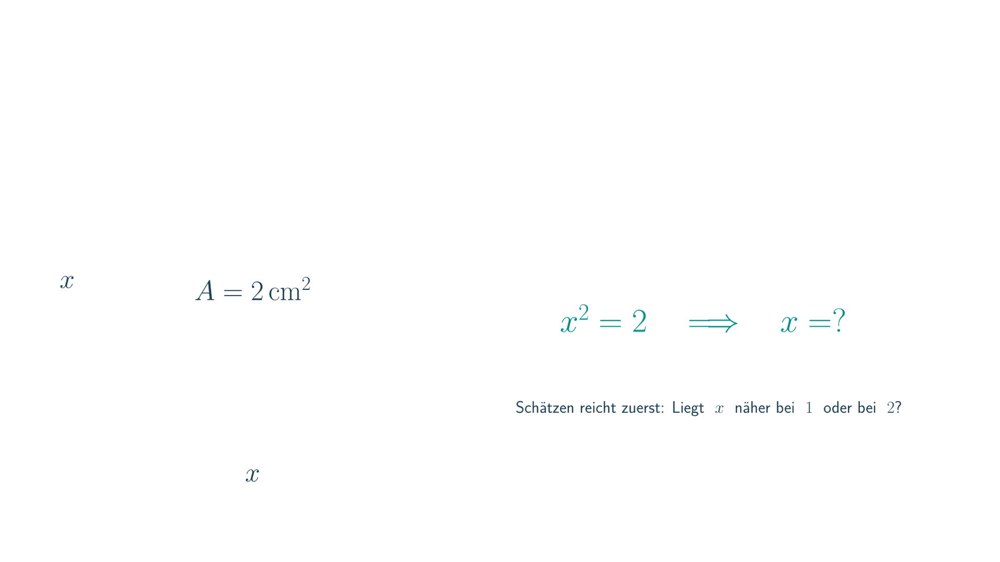 x
A = 2 cm²
x² = 2 ⟹ x =?
Schätzen reicht zuerst: Liegt x näher bei 1 oder bei 2?
x